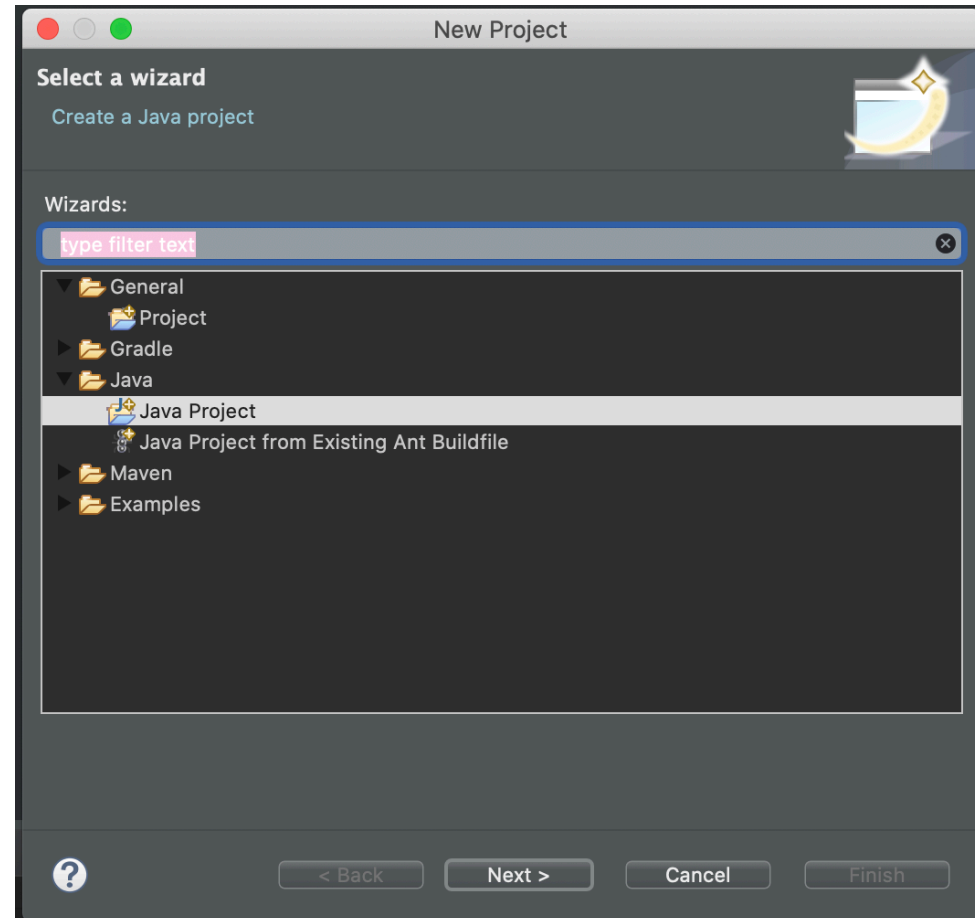 New Project
Select a wizard
Create a Java project
Wizards:
type filter text
General
Project
Gradle
Java
Java Project
Java Project from Existing Ant Buildfile
Maven
Examples
? < Back Next > Cancel Finish